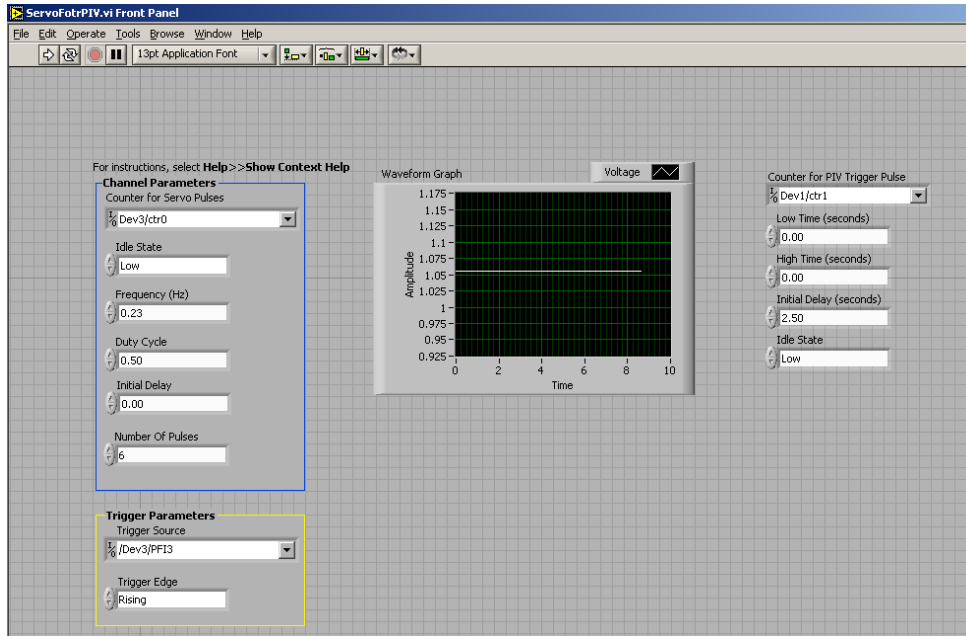 ServoFotrPIV.vi Front Panel
File Edit Operate Tools Browse Window Help
13pt Application Font
For instructions, select Help>>Show Context Help
Channel Parameters
Counter for Servo Pulses
Dev3/ctr0
Idle State
Low
Frequency (Hz)
0.23
Duty Cycle
0.50
Initial Delay
0.00
Number Of Pulses
6
Trigger Parameters
Trigger Source
/Dev3/PFI3
Trigger Edge
Rising
Waveform Graph
Voltage
Amplitude
1.175
1.15
1.125
1.1
1.075
1.05
1.025
1
0.975
0.95
0.925
0 2 4 6 8 10
Time
Counter for PIV Trigger Pulse
Dev1/ctr1
Low Time (seconds)
0.00
High Time (seconds)
0.00
Initial Delay (seconds)
2.50
Idle State
Low